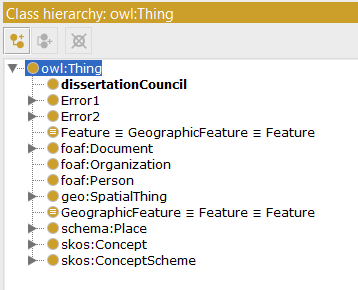 Class hierarchy: owl:Thing
owl:Thing
dissertationCouncil
Error1
Error2
Feature ≡ GeographicFeature ≡ Feature
foaf:Document
foaf:Organization
foaf:Person
geo:SpatialThing
GeographicFeature ≡ Feature ≡ Feature
schema:Place
skos:Concept
skos:ConceptScheme